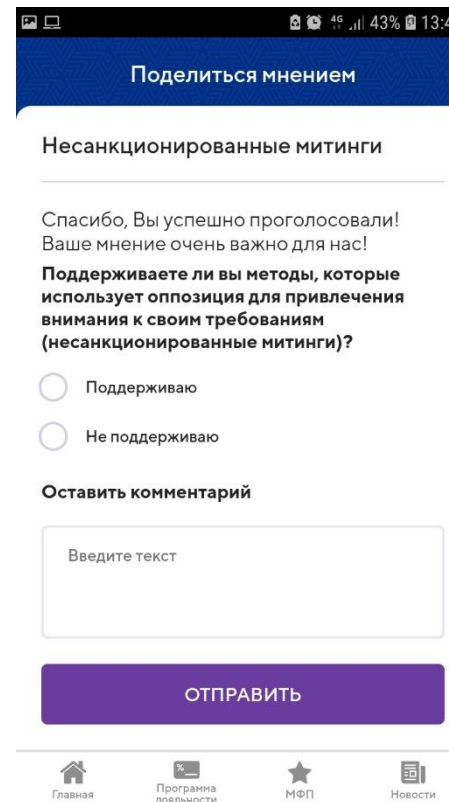 4G 43% 13:4
Поделиться мнением
Несанкционированные митинги
Спасибо, Вы успешно проголосовали!
Ваше мнение очень важно для нас!
Поддерживаете ли вы методы, которые
использует оппозиция для привлечения
внимания к своим требованиям
(несанкционированные митинги)?
Поддерживаю
Не поддерживаю
Оставить комментарий
Введите текст
ОТПРАВИТЬ
Главная
Программа
лояльности
МФП
Новости